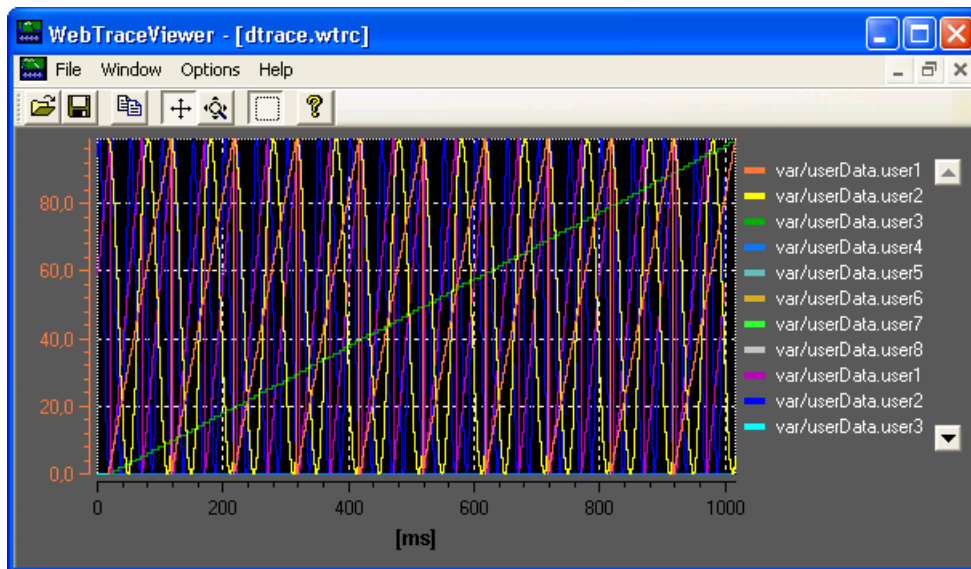 WebTraceViewer - [dtrace.wtrc]
File Window Options Help
80,0
60,0
40,0
20,0
0,0
0 200 400 600 800 1000
[ms]
var/userData.user1
var/userData.user2
var/userData.user3
var/userData.user4
var/userData.user5
var/userData.user6
var/userData.user7
var/userData.user8
var/userData.user1
var/userData.user2
var/userData.user3